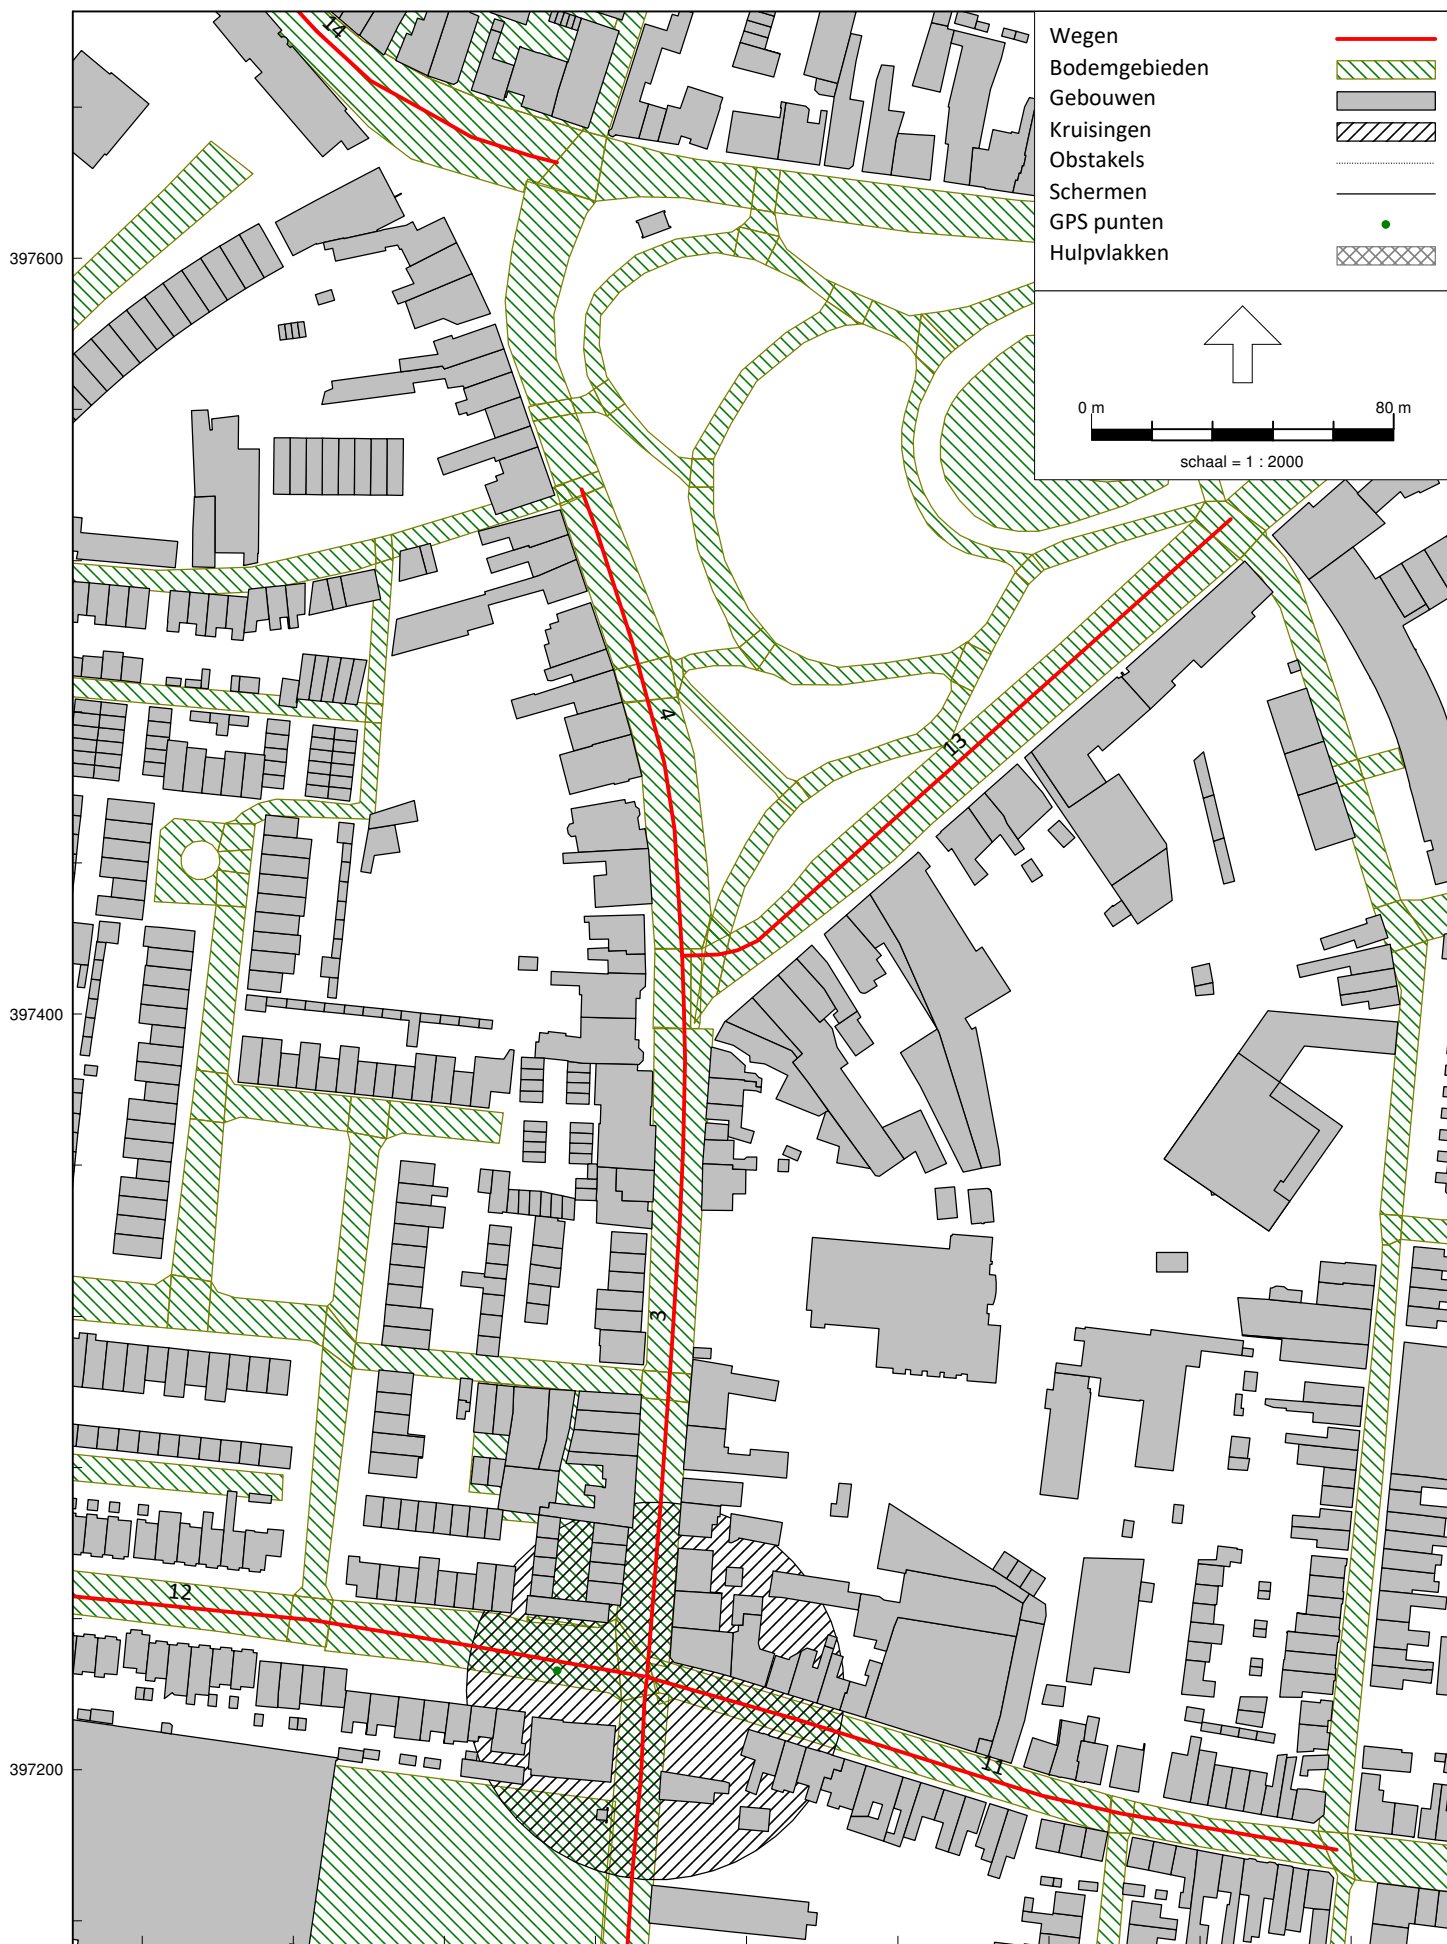 14
Wegen
Bodemgebieden
Gebouwen
Kruisingen
Obstakels
Schermen
GPS punten
Hulpvlakken
397600
0 m
80 m
schaal = 1 : 2000
4
13
397400
3
12
11
397200